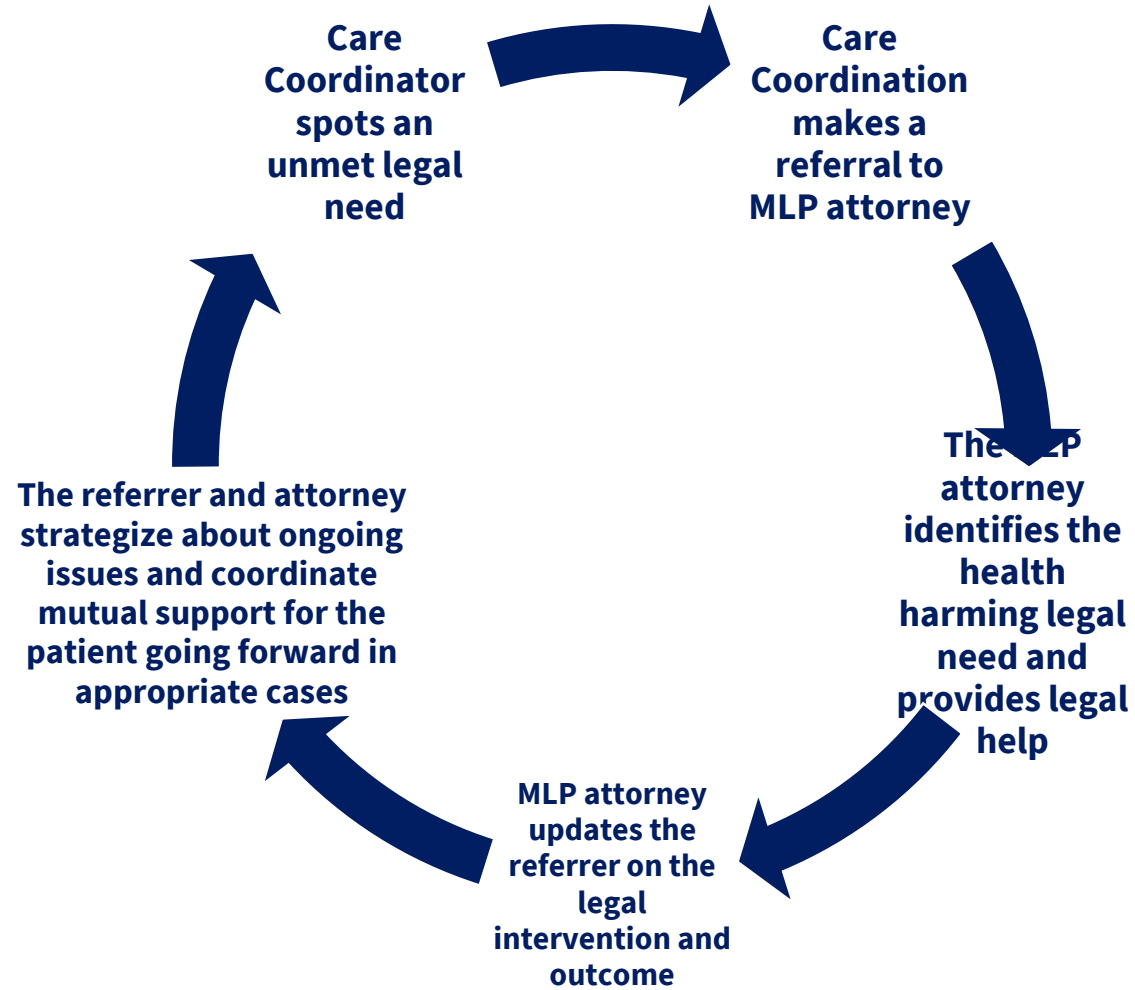 Care
Coordinator
spots an
unmet legal
need
Care
Coordination
makes a
referral to
MLP attorney
The MLP
attorney
identifies the
health
harming legal
need and
provides legal
help
MLP attorney
updates the
referrer on the
legal
intervention and
outcome
The referrer and attorney
strategize about ongoing
issues and coordinate
mutual support for the
patient going forward in
appropriate cases